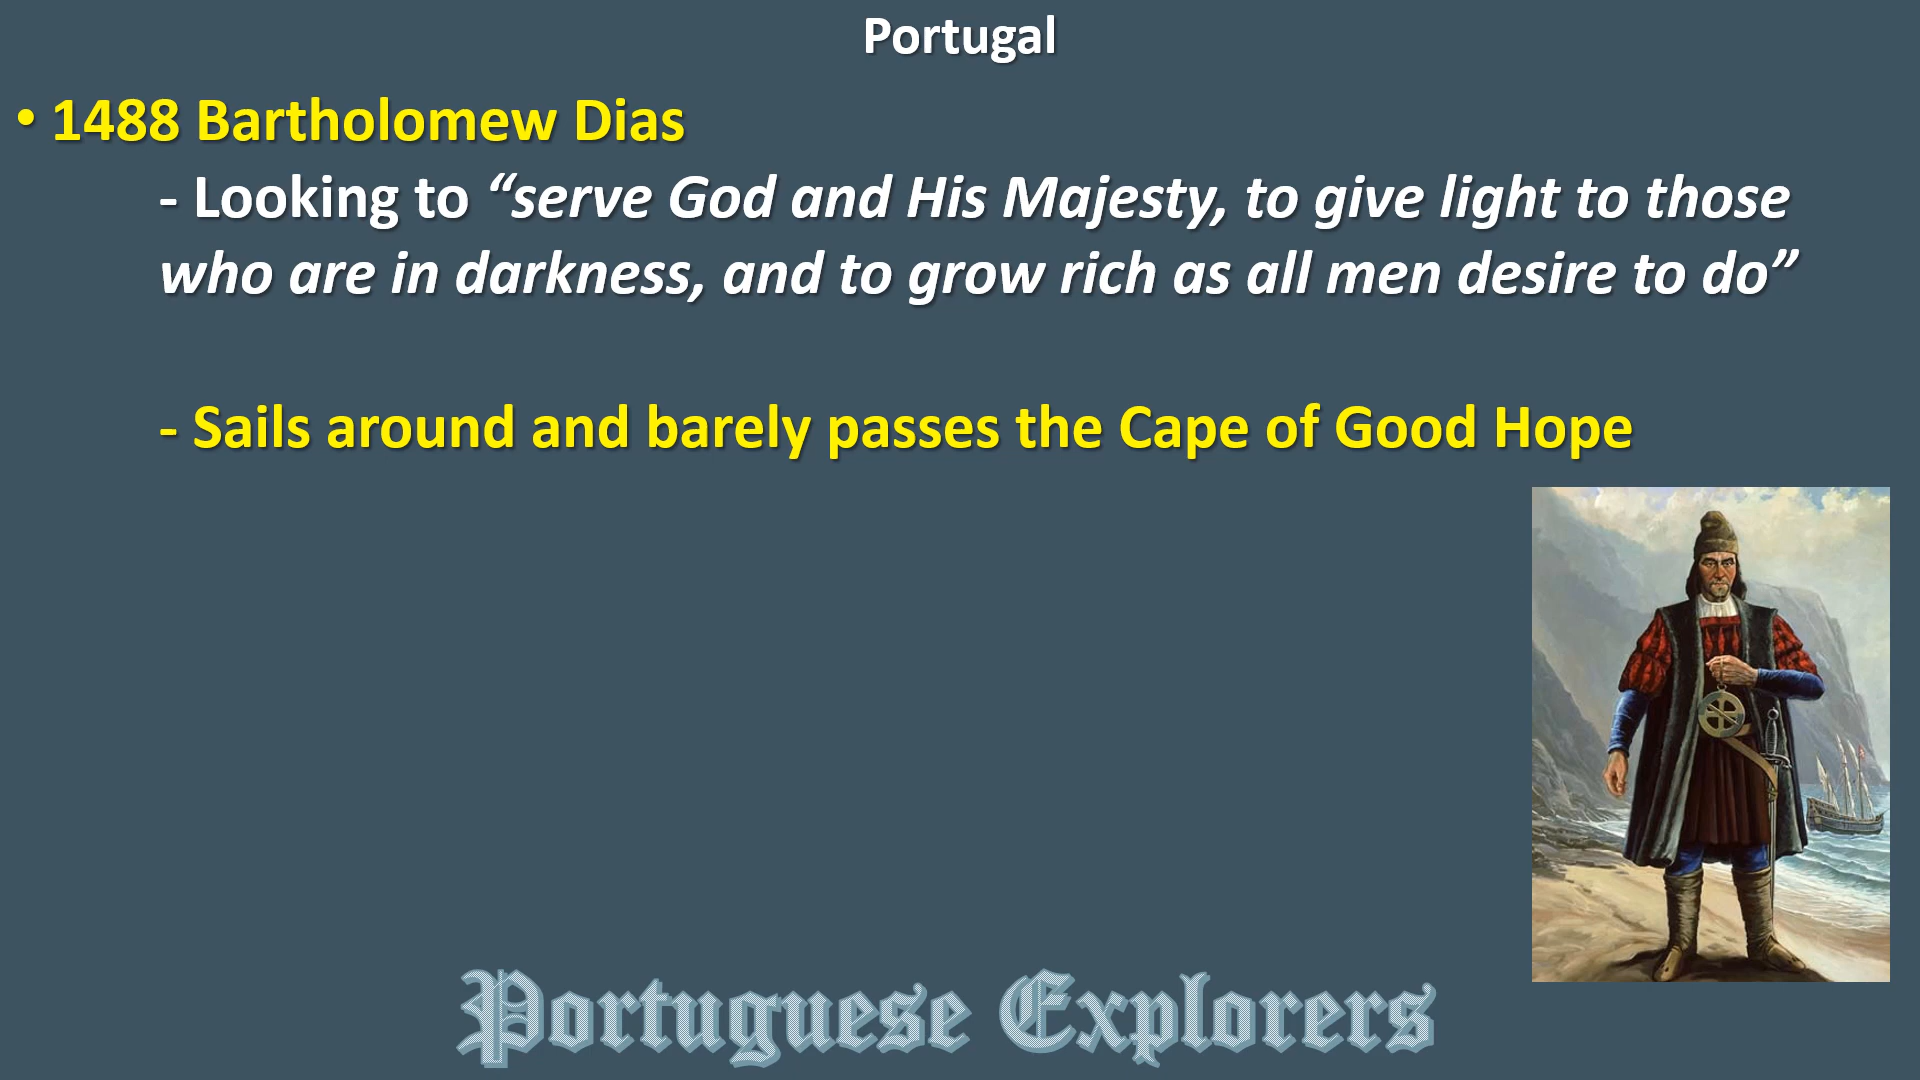 Portugal
• 1488 Bartholomew Dias
- Looking to “serve God and His Majesty, to give light to those
who are in darkness, and to grow rich as all men desire to do”
- Sails around and barely passes the Cape of Good Hope
Portuguese Explorers